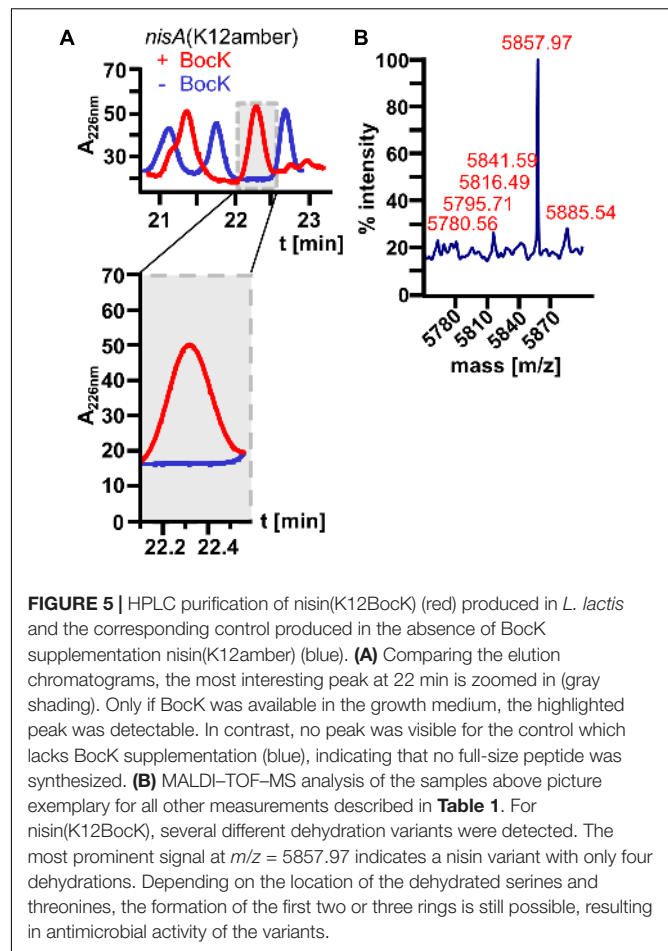 A
nisA(K12amber)
+ BocK
- BocK
A226nm
70
50
30
21
22
23
t [min]
70
60
50
40
30
20
10
0
A226nm
22.2
22.4
t [min]
B
5857.97
100
80
60
40
20
0
% intensity
5841.59
5816.49
5795.71
5780.56
5885.54
5780
5810
5840
5870
mass [m/z]
FIGURE 5 | HPLC purification of nisin(K12BocK) (red) produced in L. lactis
and the corresponding control produced in the absence of BocK
supplementation nisin(K12amber) (blue). (A) Comparing the elution
chromatograms, the most interesting peak at 22 min is zoomed in (gray
shading). Only if BocK was available in the growth medium, the highlighted
peak was detectable. In contrast, no peak was visible for the control which
lacks BocK supplementation (blue), indicating that no full-size peptide was
synthesized. (B) MALDI–TOF–MS analysis of the samples above picture
exemplary for all other measurements described in Table 1. For
nisin(K12BocK), several different dehydration variants were detected. The
most prominent signal at m/z = 5857.97 indicates a nisin variant with only four
dehydrations. Depending on the location of the dehydrated serines and
threonines, the formation of the first two or three rings is still possible, resulting
in antimicrobial activity of the variants.